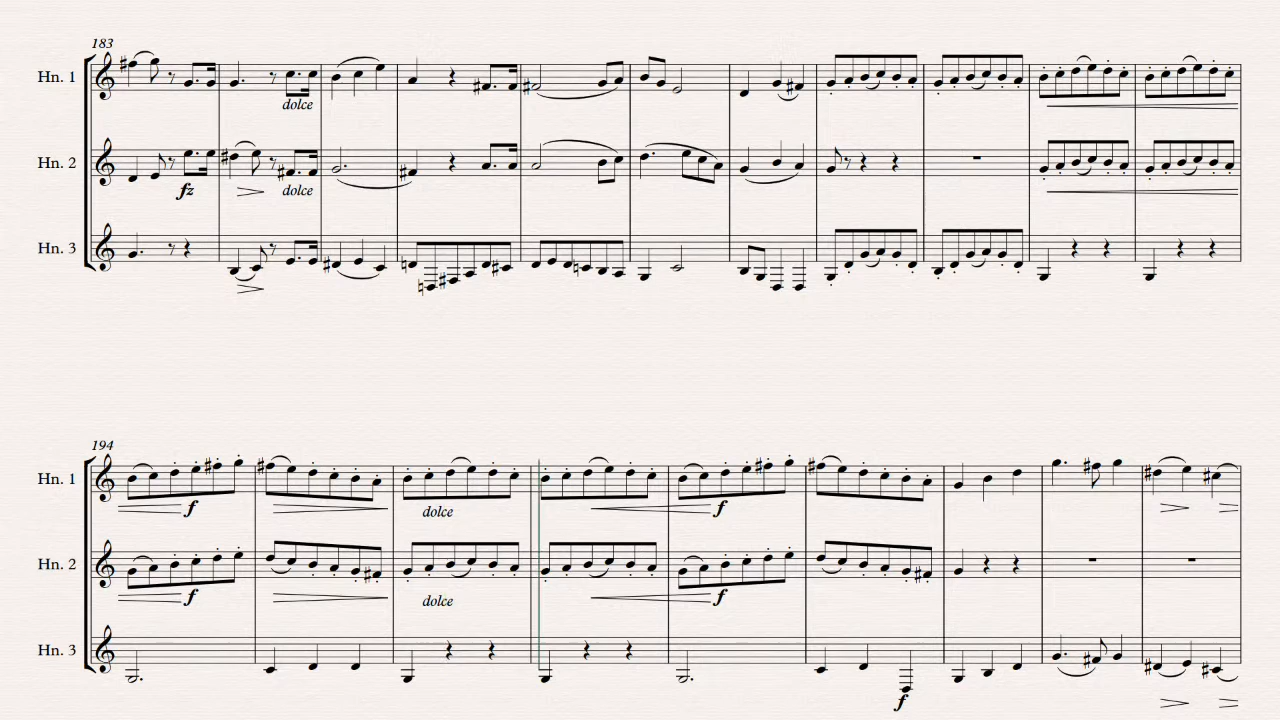 183
Hn. 1
dolce
Hn. 2
fz
dolce
Hn. 3
194
Hn. 1
f
dolce
f
Hn. 2
f
dolce
f
Hn. 3
f